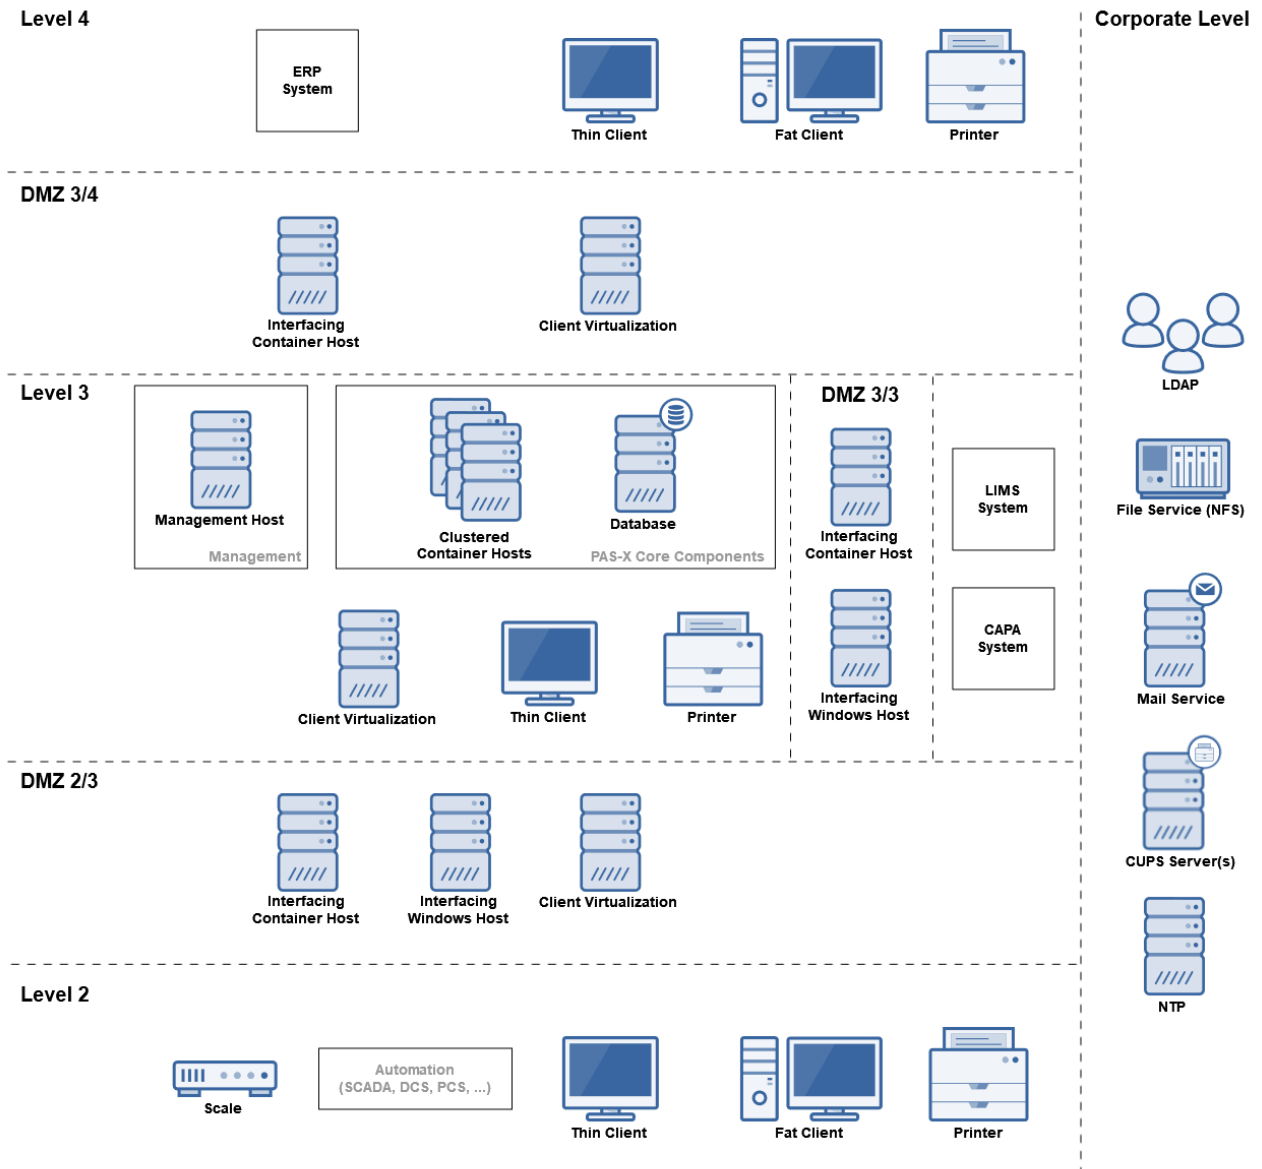 Level 4
Corporate Level
ERP
System
Thin Client
Fat Client
Printer
DMZ 3/4
Interfacing
Container Host
Client Virtualization
Level 3
Management Host
Management
Clustered
Container Hosts
Database
PAS-X Core Components
Client Virtualization
Thin Client
Printer
DMZ 3/3
Interfacing
Container Host
Interfacing
Windows Host
LIMS
System
CAPA
System
DMZ 2/3
Interfacing
Container Host
Interfacing
Windows Host
Client Virtualization
Level 2
Scale
Automation
(SCADA, DCS, PCS, ...)
Thin Client
Fat Client
Printer
LDAP
File Service (NFS)
Mail Service
CUPS Server(s)
NTP